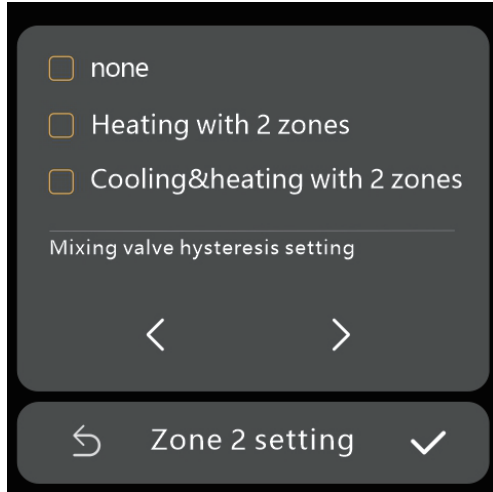 none
Heating with 2 zones
Cooling&heating with 2 zones
Mixing valve hysteresis setting
Zone 2 setting